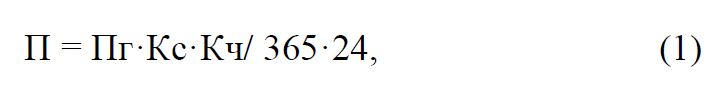 П = Пг·Кс·Кч/ 365·24, (1)